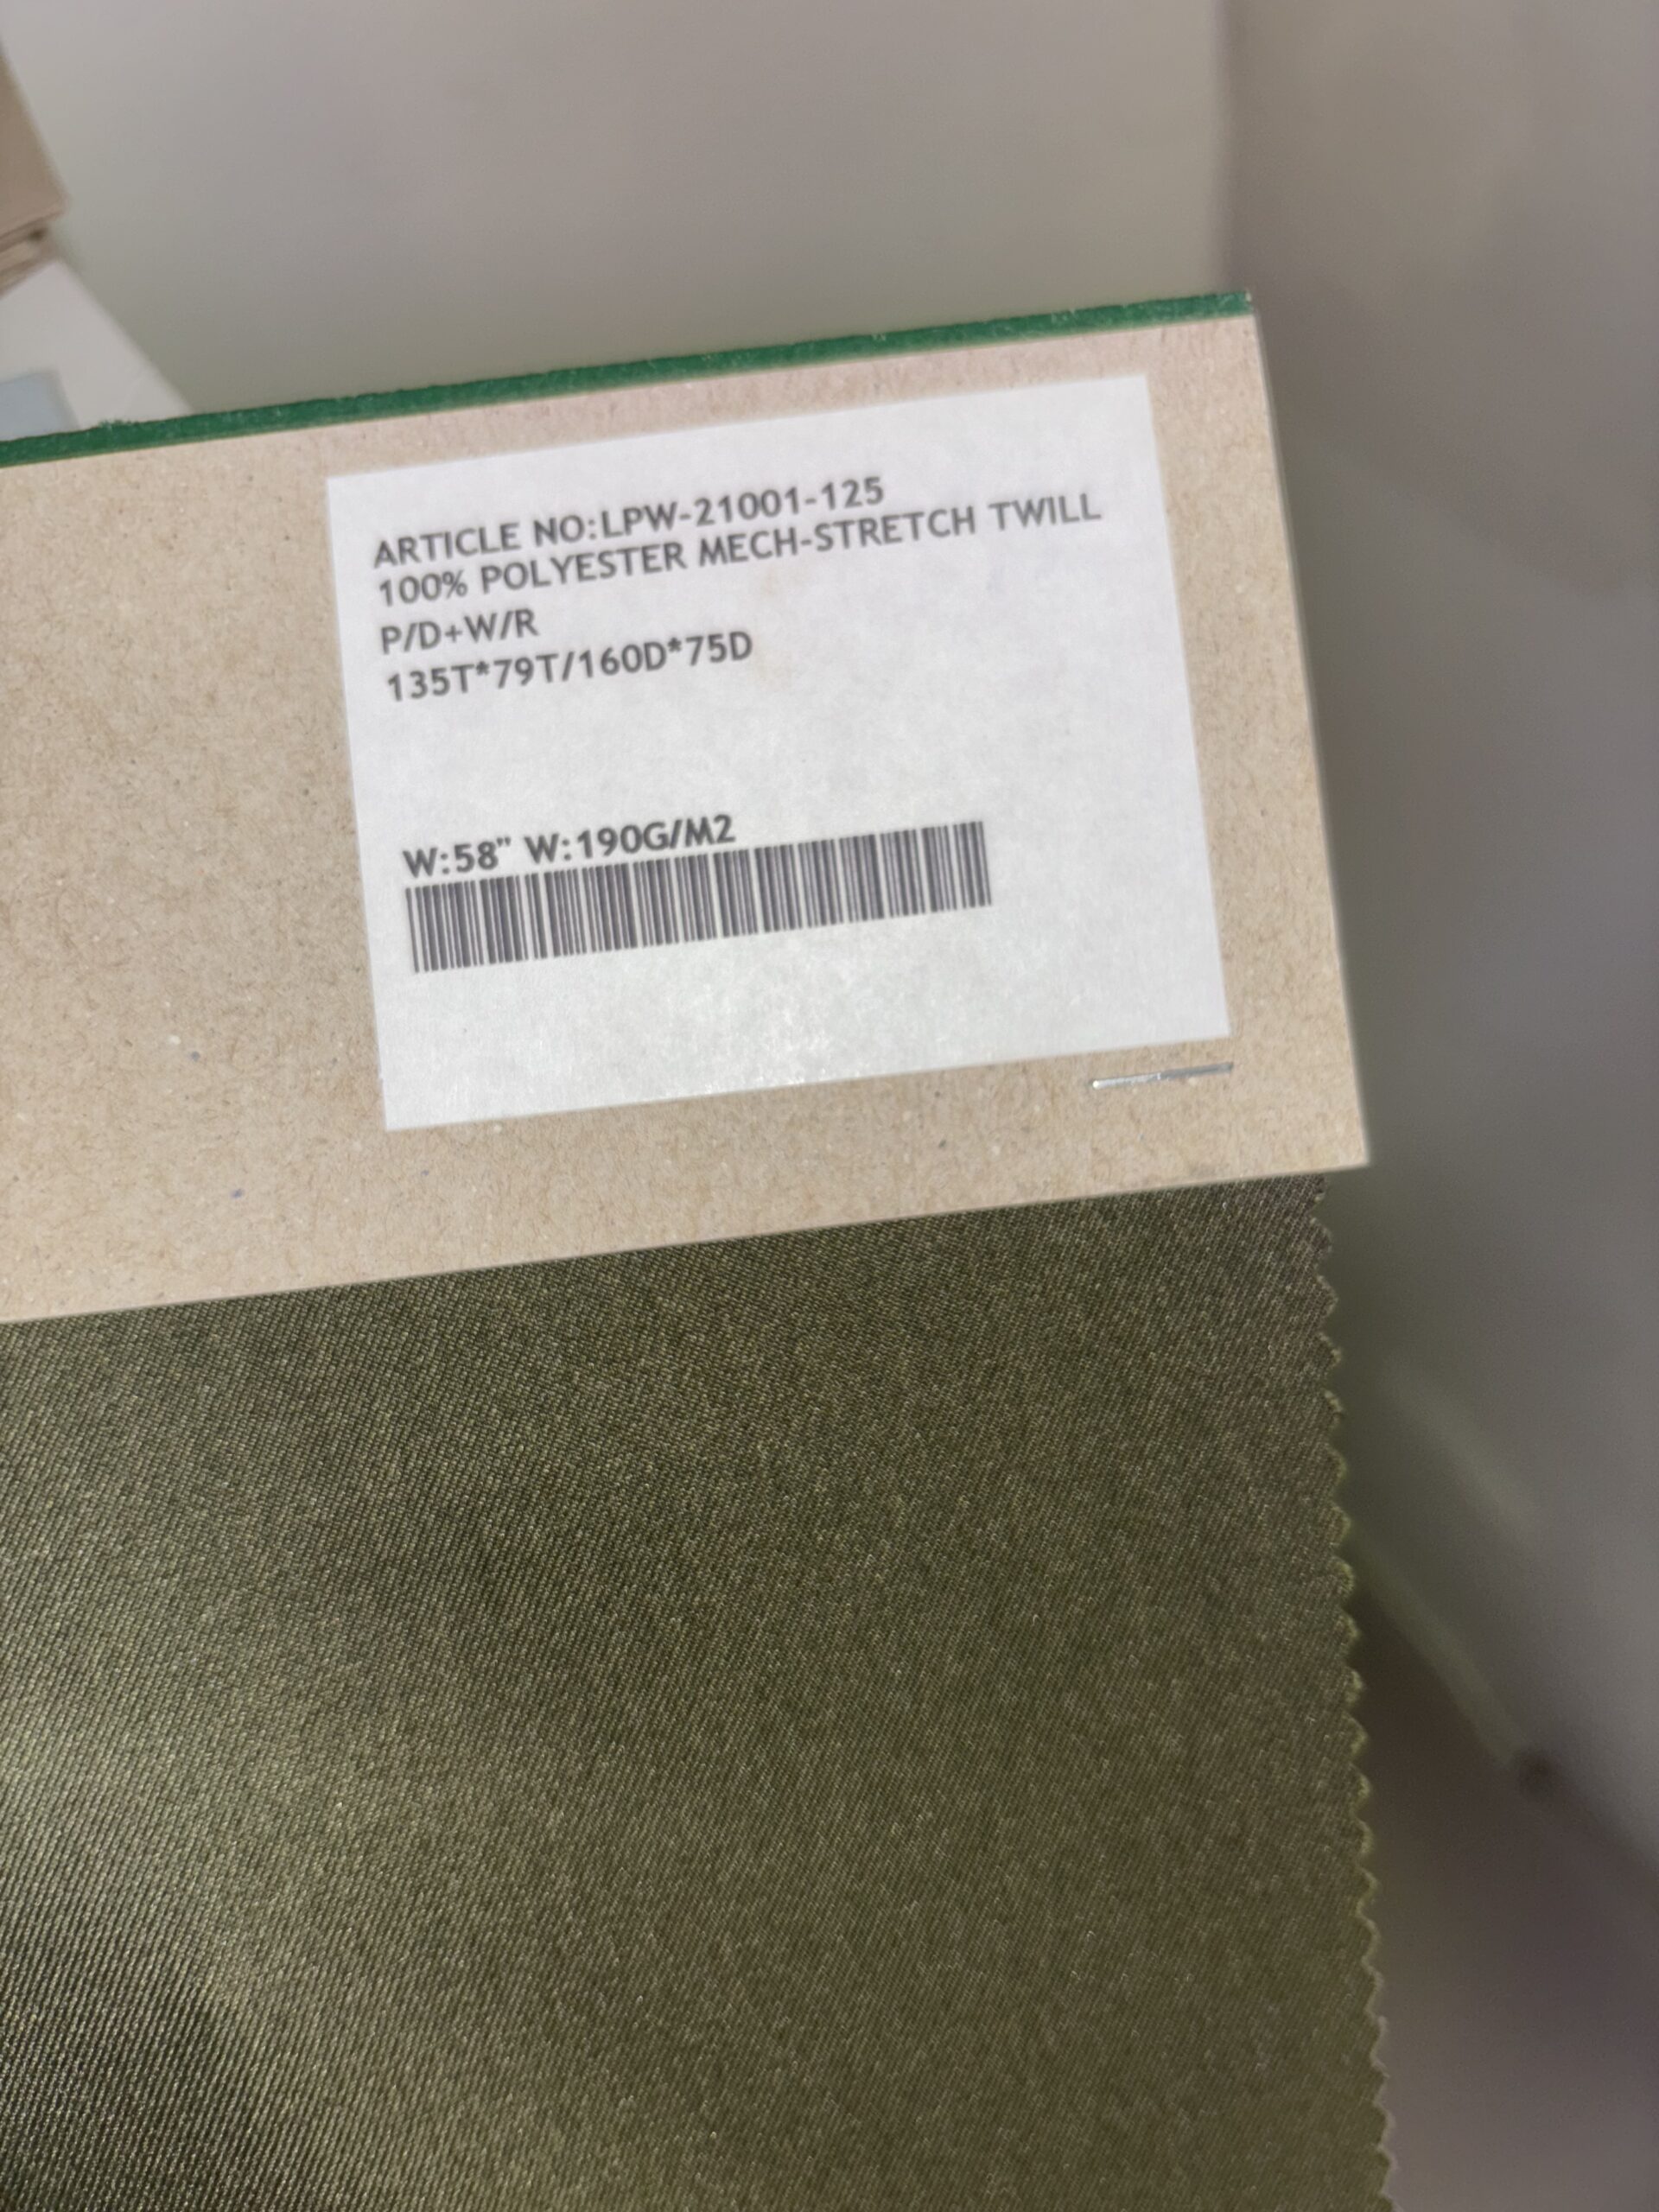 ARTICLE NO:LPW-21001-125
100% POLYESTER MECH-STRETCH TWILL
P/D+W/R
135T*79T/160D*75D
W:58" W:190G/M2